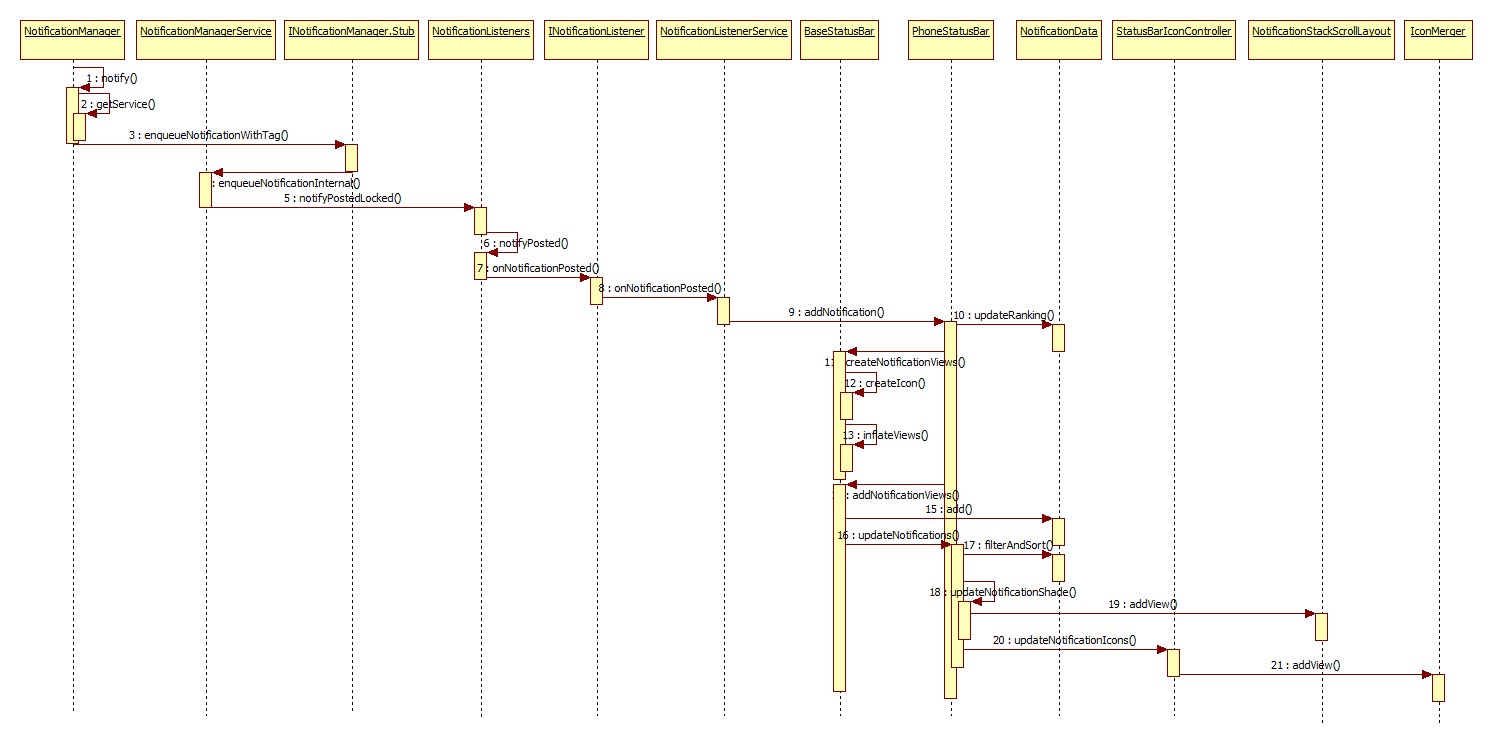 NotificationManager
NotificationManagerService
INotificationManager.Stub
NotificationListeners
INotificationListener
NotificationListenerService
BaseStatusBar
PhoneStatusBar
NotificationData
StatusBarIconController
NotificationStackScrollLayout
IconMerger
1 : notify()
2 : getService()
3 : enqueueNotificationWithTag()
: enqueueNotificationInternal()
5 : notifyPostedLocked()
6 : notifyPosted()
7 : onNotificationPosted()
8 : onNotificationPosted()
9 : addNotification()
10 : updateRanking()
11 createNotificationViews()
12 : createIcon()
13 : inflateViews()
: addNotificationViews()
15 : add()
16 : updateNotifications()
17 : filterAndSort()
18 : updateNotificationShade()
19 : addView()
20 : updateNotificationIcons()
21 : addView()